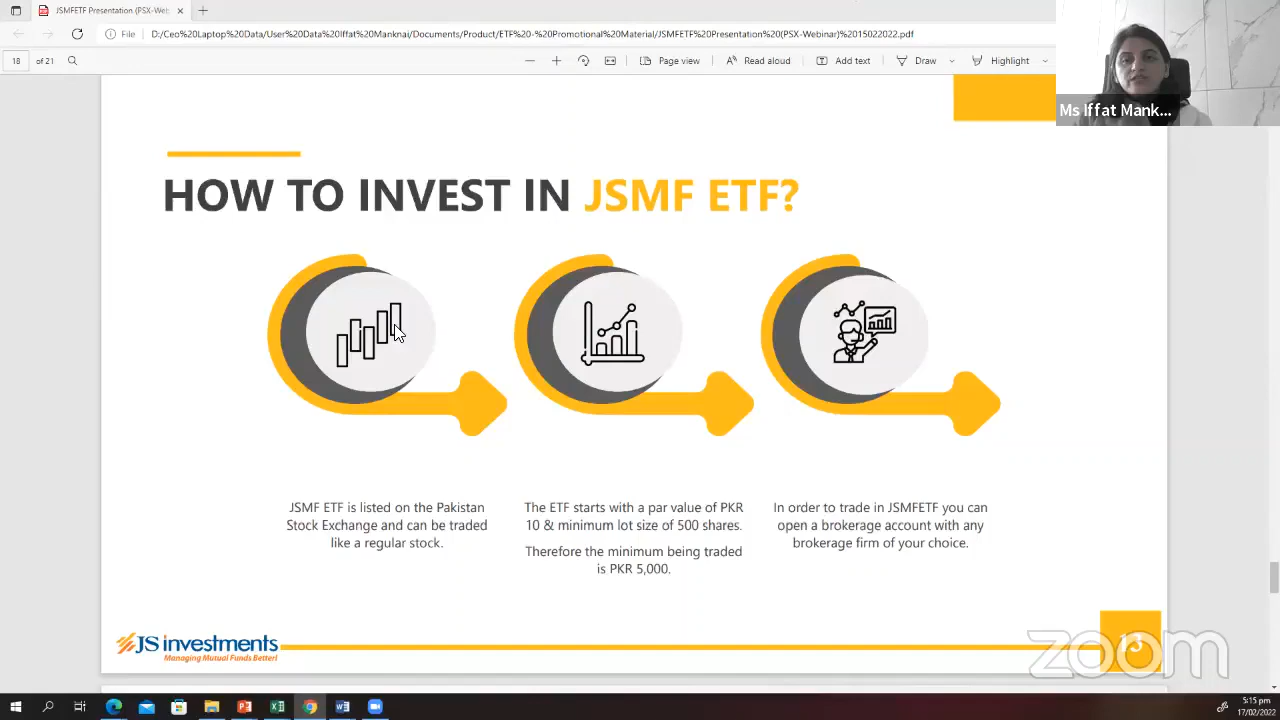 JSMFETF Presentation (PSX-Web
File
D:/Ceo%20Laptop%20Data/User%20Data%20Iffat%20Manknai/Documents/Product/ETF%20-%20Promotional%20Material/JSMFETF%20Presentation%20(PSX-Webinar)%2015022022.pdf
18 of 21
Page view
Read aloud
Add text
Draw
Highlight
Ms Iffat Mank...
HOW TO INVEST IN JSMF ETF?
JSMF ETF is listed on the Pakistan
Stock Exchange and can be traded
like a regular stock.
The ETF starts with a par value of PKR
10 & minimum lot size of 500 shares.
Therefore the minimum being traded
is PKR 5,000.
In order to trade in JSMFETF you can
open a brokerage account with any
brokerage firm of your choice.
JS investments
Managing Mutual Funds Better!
13
zoom
5:15 pm
17/02/2022